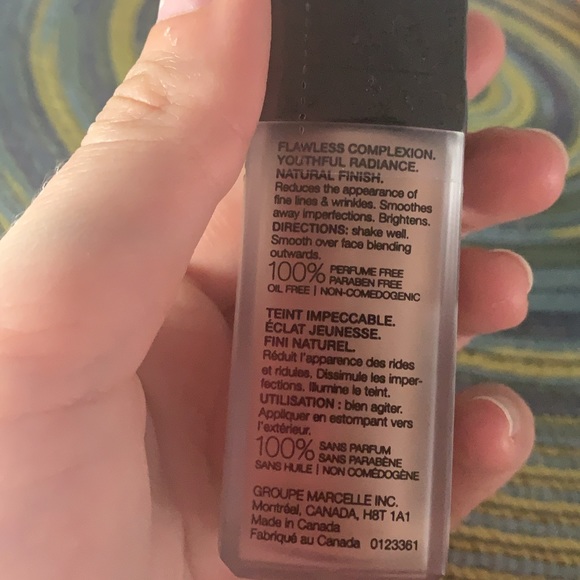 FLAWLESS COMPLEXION.
YOUTHFUL RADIANCE.
NATURAL FINISH.
Reduces the appearance of
fine lines & wrinkles. Smoothes
away imperfections. Brightens.
DIRECTIONS: shake well.
Smooth over face blending
outwards.
100% PERFUME FREE
PARABEN FREE
OIL FREE | NON-COMEDOGENIC
TEINT IMPECCABLE.
ÉCLAT JEUNESSE.
FINI NATUREL.
Réduit l'apparence des rides
et ridules. Dissimule les imper-
fections. Illumine le teint.
UTILISATION : bien agiter.
Appliquer en estompant vers
l'extérieur.
100% SANS PARFUM
SANS PARABÈNE
SANS HUILE | NON COMÉDOGÈNE
GROUPE MARCELLE INC.
Montréal, CANADA, H8T 1A1
Made in Canada
Fabriqué au Canada 0123361